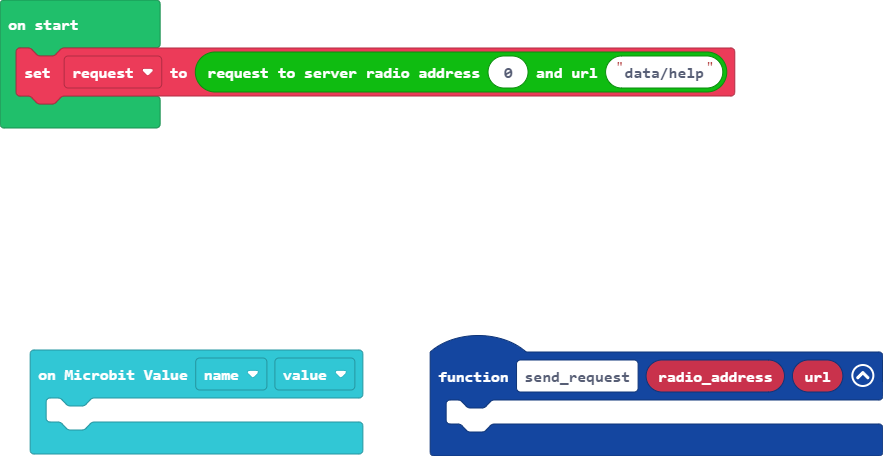 on start
set request to request to server radio address 0 and url "data/help"
on Microbit Value name value
function send_request radio_address url